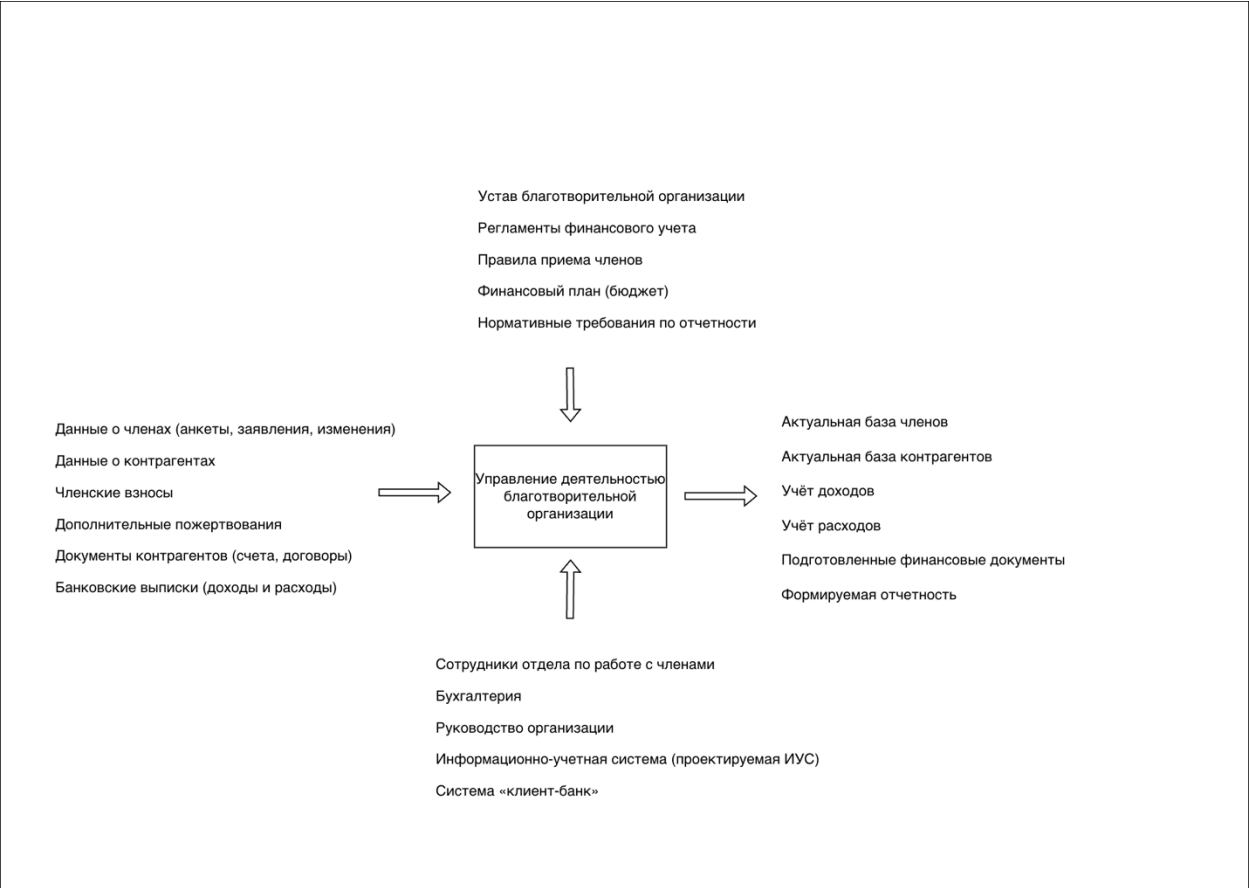 Устав благотворительной организации
Регламенты финансового учета
Правила приема членов
Финансовый план (бюджет)
Нормативные требования по отчетности
Данные о членах (анкеты, заявления, изменения)
Данные о контрагентах
Членские взносы
Дополнительные пожертвования
Документы контрагентов (счета, договоры)
Банковские выписки (доходы и расходы)
Управление деятельностью
благотворительной
организации
Актуальная база членов
Актуальная база контрагентов
Учёт доходов
Учёт расходов
Подготовленные финансовые документы
Формируемая отчетность
Сотрудники отдела по работе с членами
Бухгалтерия
Руководство организации
Информационно-учетная система (проектируемая ИУС)
Система «клиент-банк»